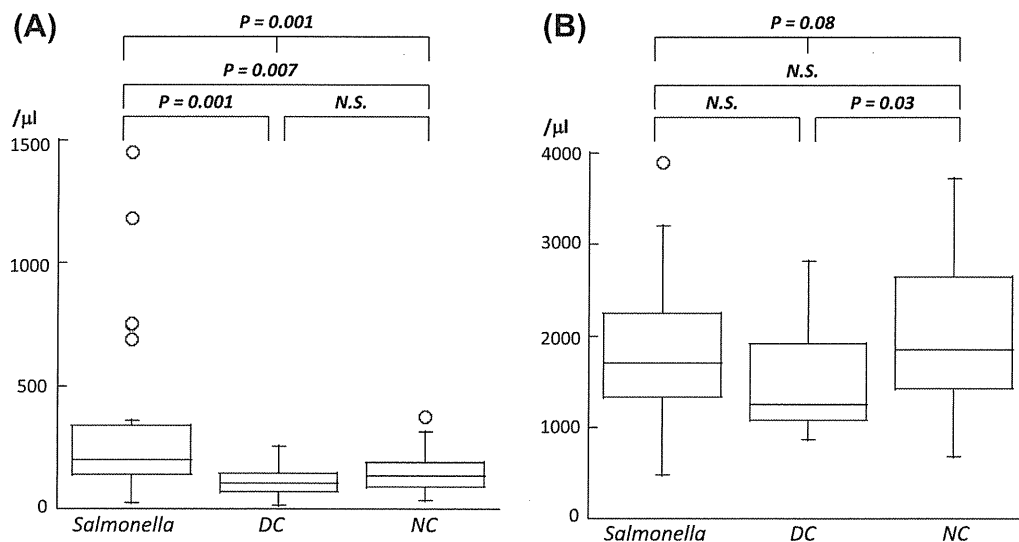 (A)
P = 0.001
P = 0.007
P = 0.001 N.S.
/μl
1500
1000
500
0
Salmonella DC NC
(B)
P = 0.08
N.S.
N.S. P = 0.03
/μl
4000
3000
2000
1000
0
Salmonella DC NC